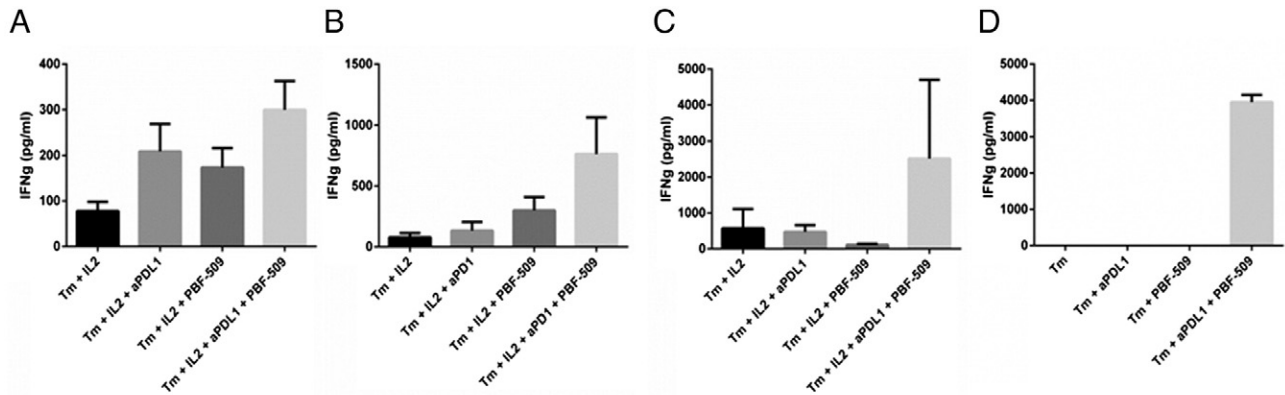 A
IFNg (pg/ml)
400
300
200
100
0
Tm + IL2
Tm + IL2 + aPDL1
Tm + IL2 + PBF-509
Tm + IL2 + aPDL1 + PBF-509
B
IFNg (pg/ml)
1500
1000
500
0
Tm + IL2
Tm + IL2 + aPD1
Tm + IL2 + PBF-509
Tm + IL2 + aPD1 + PBF-509
C
IFNg (pg/ml)
5000
4000
3000
2000
1000
0
Tm + IL2
Tm + IL2 + aPDL1
Tm + IL2 + PBF-509
Tm + IL2 + aPDL1 + PBF-509
D
IFNg (pg/ml)
5000
4000
3000
2000
1000
0
Tm
Tm + aPDL1
Tm + PBF-509
Tm + aPDL1 + PBF-509